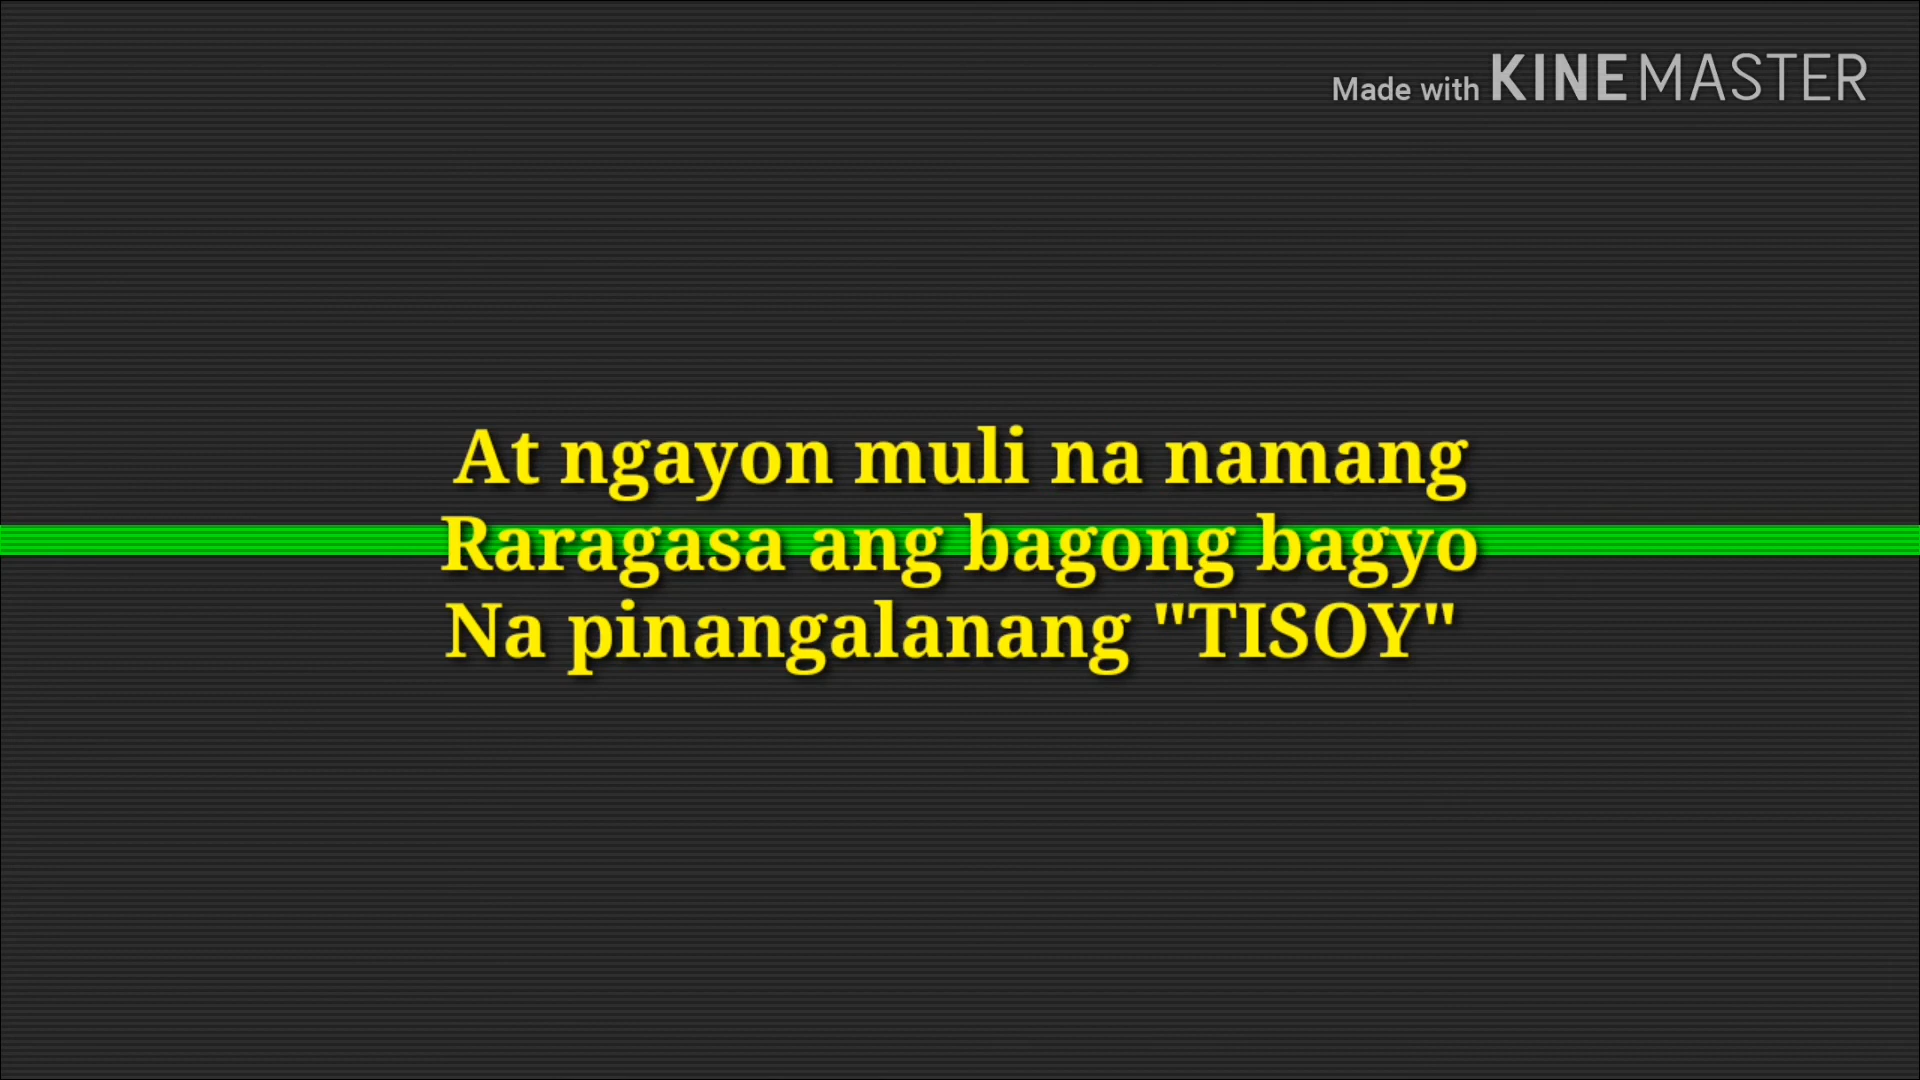 Made with KINEMASTER
At ngayon muli na namang
Raragasa ang bagong bagyo
Na pinangalanang "TISOY"